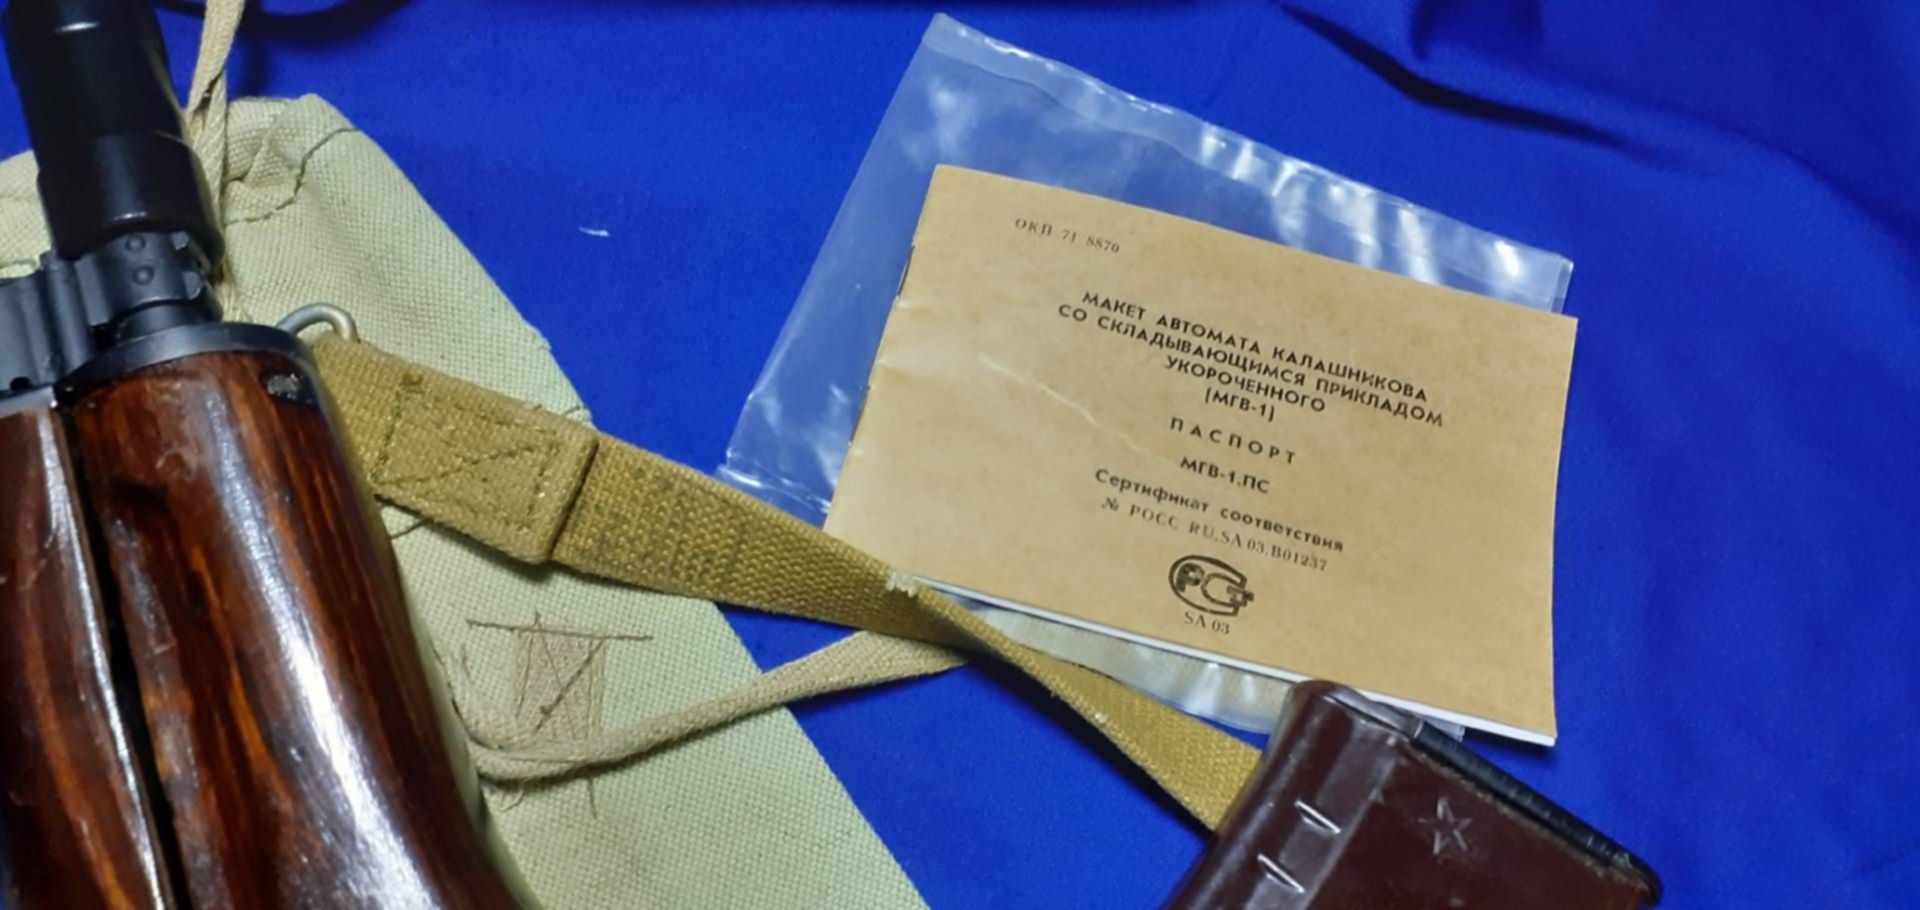 ОКП 71 8870
МАКЕТ АВТОМАТА КАЛАШНИКОВА
СО СКЛАДЫВАЮЩИМСЯ ПРИКЛАДОМ
УКОРОЧЕННОГО
(МГВ-1)
ПАСПОРТ
МГВ-1.ПС
Сертификат соответствия
№ РОСС RU.SA 03.В01237
РСТ
SA 03